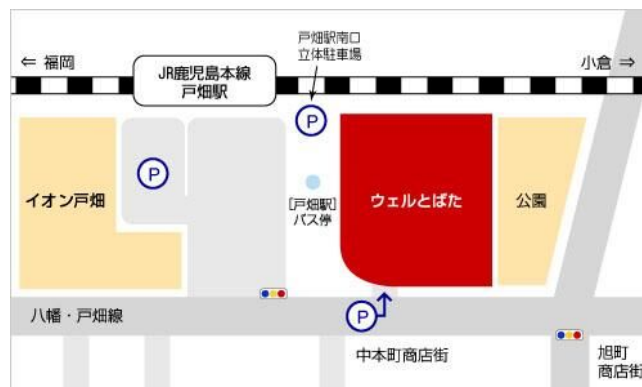 戸畑駅南口
立体駐車場
⇐ 福岡
小倉 ⇒
JR鹿児島本線
戸畑駅
P
P
イオン戸畑
[戸畑駅]
バス停
ウェルとばた
公園
八幡・戸畑線
P
中本町商店街
旭町
商店街